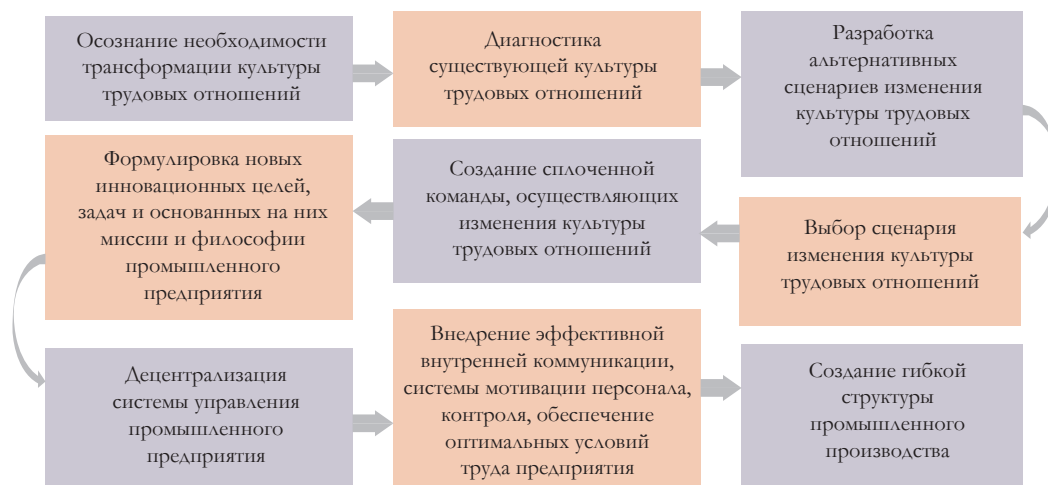 Осознание необходимости
трансформации культуры
трудовых отношений
Диагностика
существующей культуры
трудовых отношений
Разработка
альтернативных
сценариев изменения
культуры трудовых
отношений
Выбор сценария
изменения культуры
трудовых отношений
Создание сплоченной
команды, осуществляющих
изменения культуры
трудовых отношений
Формулировка новых
инновационных целей,
задач и основанных на них
миссии и философии
промышленного
предприятия
Децентрализация
системы управления
промышленного
предприятия
Внедрение эффективной
внутренней коммуникации,
системы мотивации персонала,
контроля, обеспечение
оптимальных условий
труда предприятия
Создание гибкой
структуры
промышленного
производства